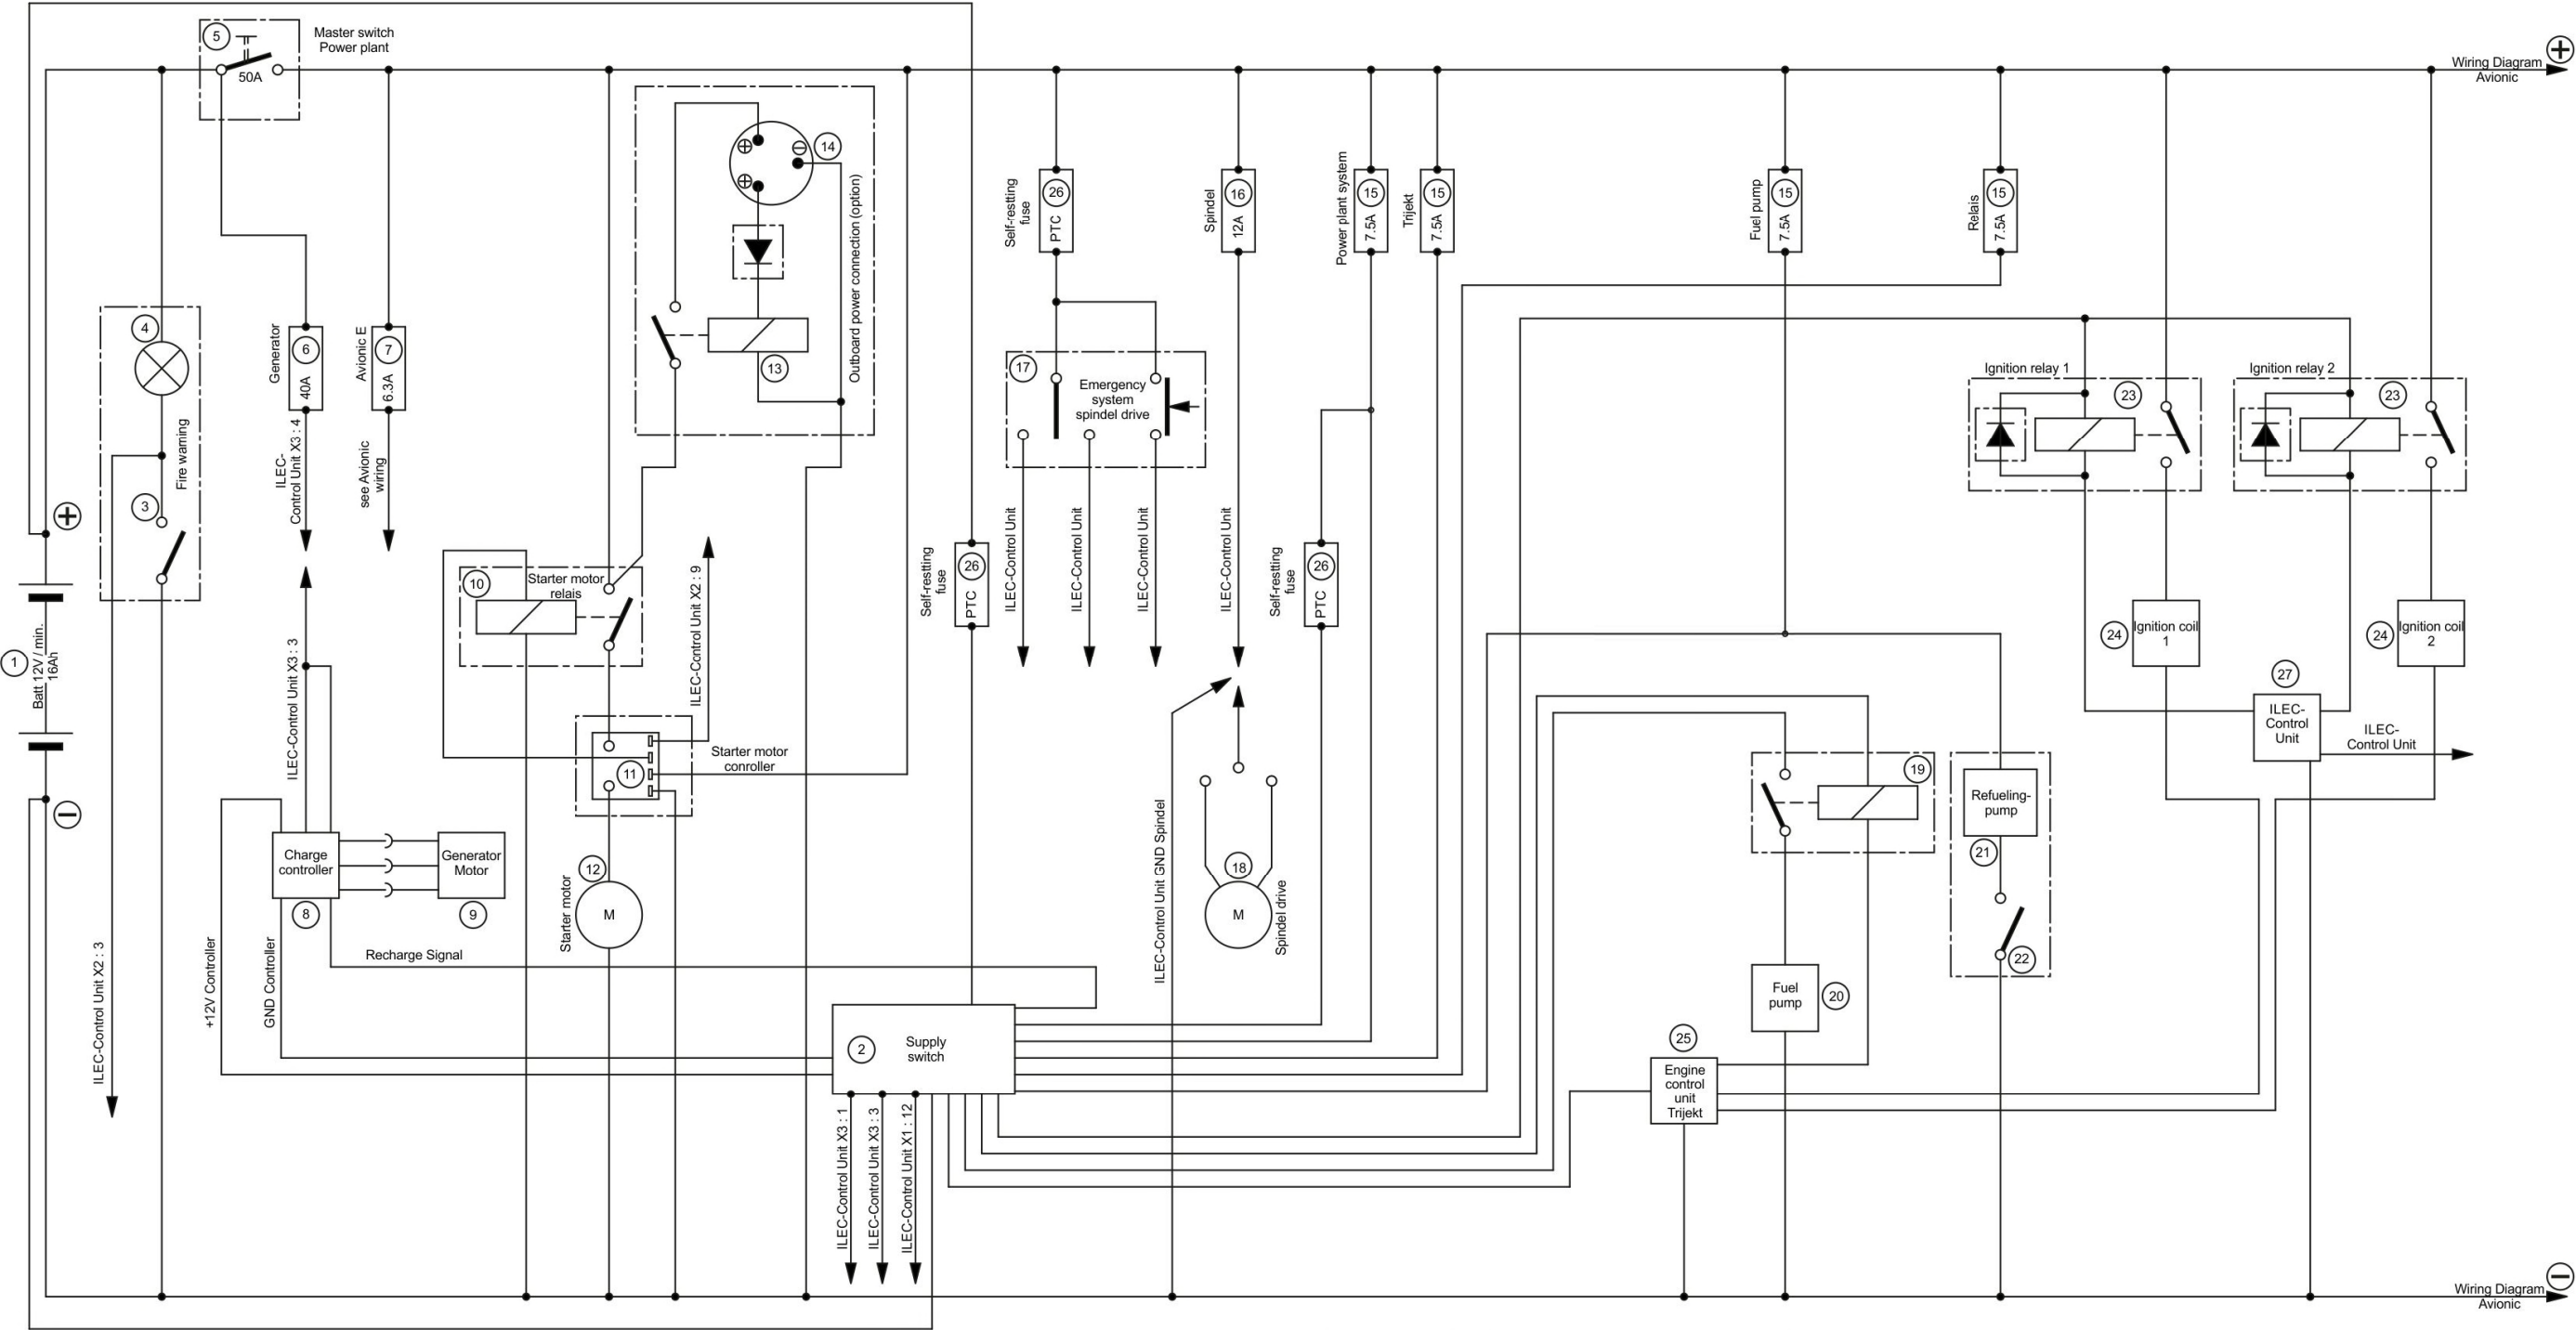 5
Master switch
Power plant
50A
Wiring Diagram
Avionic
14
Outboard power connection (option)
13
Self-restting
fuse
26
PTC
Spindel
16
12A
Power plant system
15
7.5A
Trijekt
15
7.5A
Fuel pump
15
7.5A
Relais
15
7.5A
4
Fire warning
3
Generator
6
40A
ILEC-
Control Unit X3 : 4
Avionic E
7
6.3A
see Avionic
wiring
17
Emergency
system
spindel drive
Ignition relay 1
23
Ignition relay 2
23
1
Batt 12V / min.
16Ah
10
Starter motor
relais
ILEC-Control Unit X2 : 9
Self-restting
fuse
26
PTC
ILEC-Control Unit
ILEC-Control Unit
ILEC-Control Unit
ILEC-Control Unit
Self-restting
fuse
26
PTC
24
Ignition coil
1
24
Ignition coil
2
27
ILEC-
Control
Unit
ILEC-
Control Unit
ILEC-Control Unit X3 : 3
11
Starter motor
conroller
19
Refueling-
pump
21
22
Charge
controller
8
Generator
Motor
9
Starter motor
12
M
ILEC-Control Unit GND Spindel
18
M
Spindel drive
ILEC-Control Unit X2 : 3
+12V Controller
GND Controller
Recharge Signal
2
Supply
switch
Fuel
pump
20
25
Engine
control
unit
Trijekt
ILEC-Control Unit X3 : 1
ILEC-Control Unit X3 : 3
ILEC-Control Unit X1 : 12
Wiring Diagram
Avionic